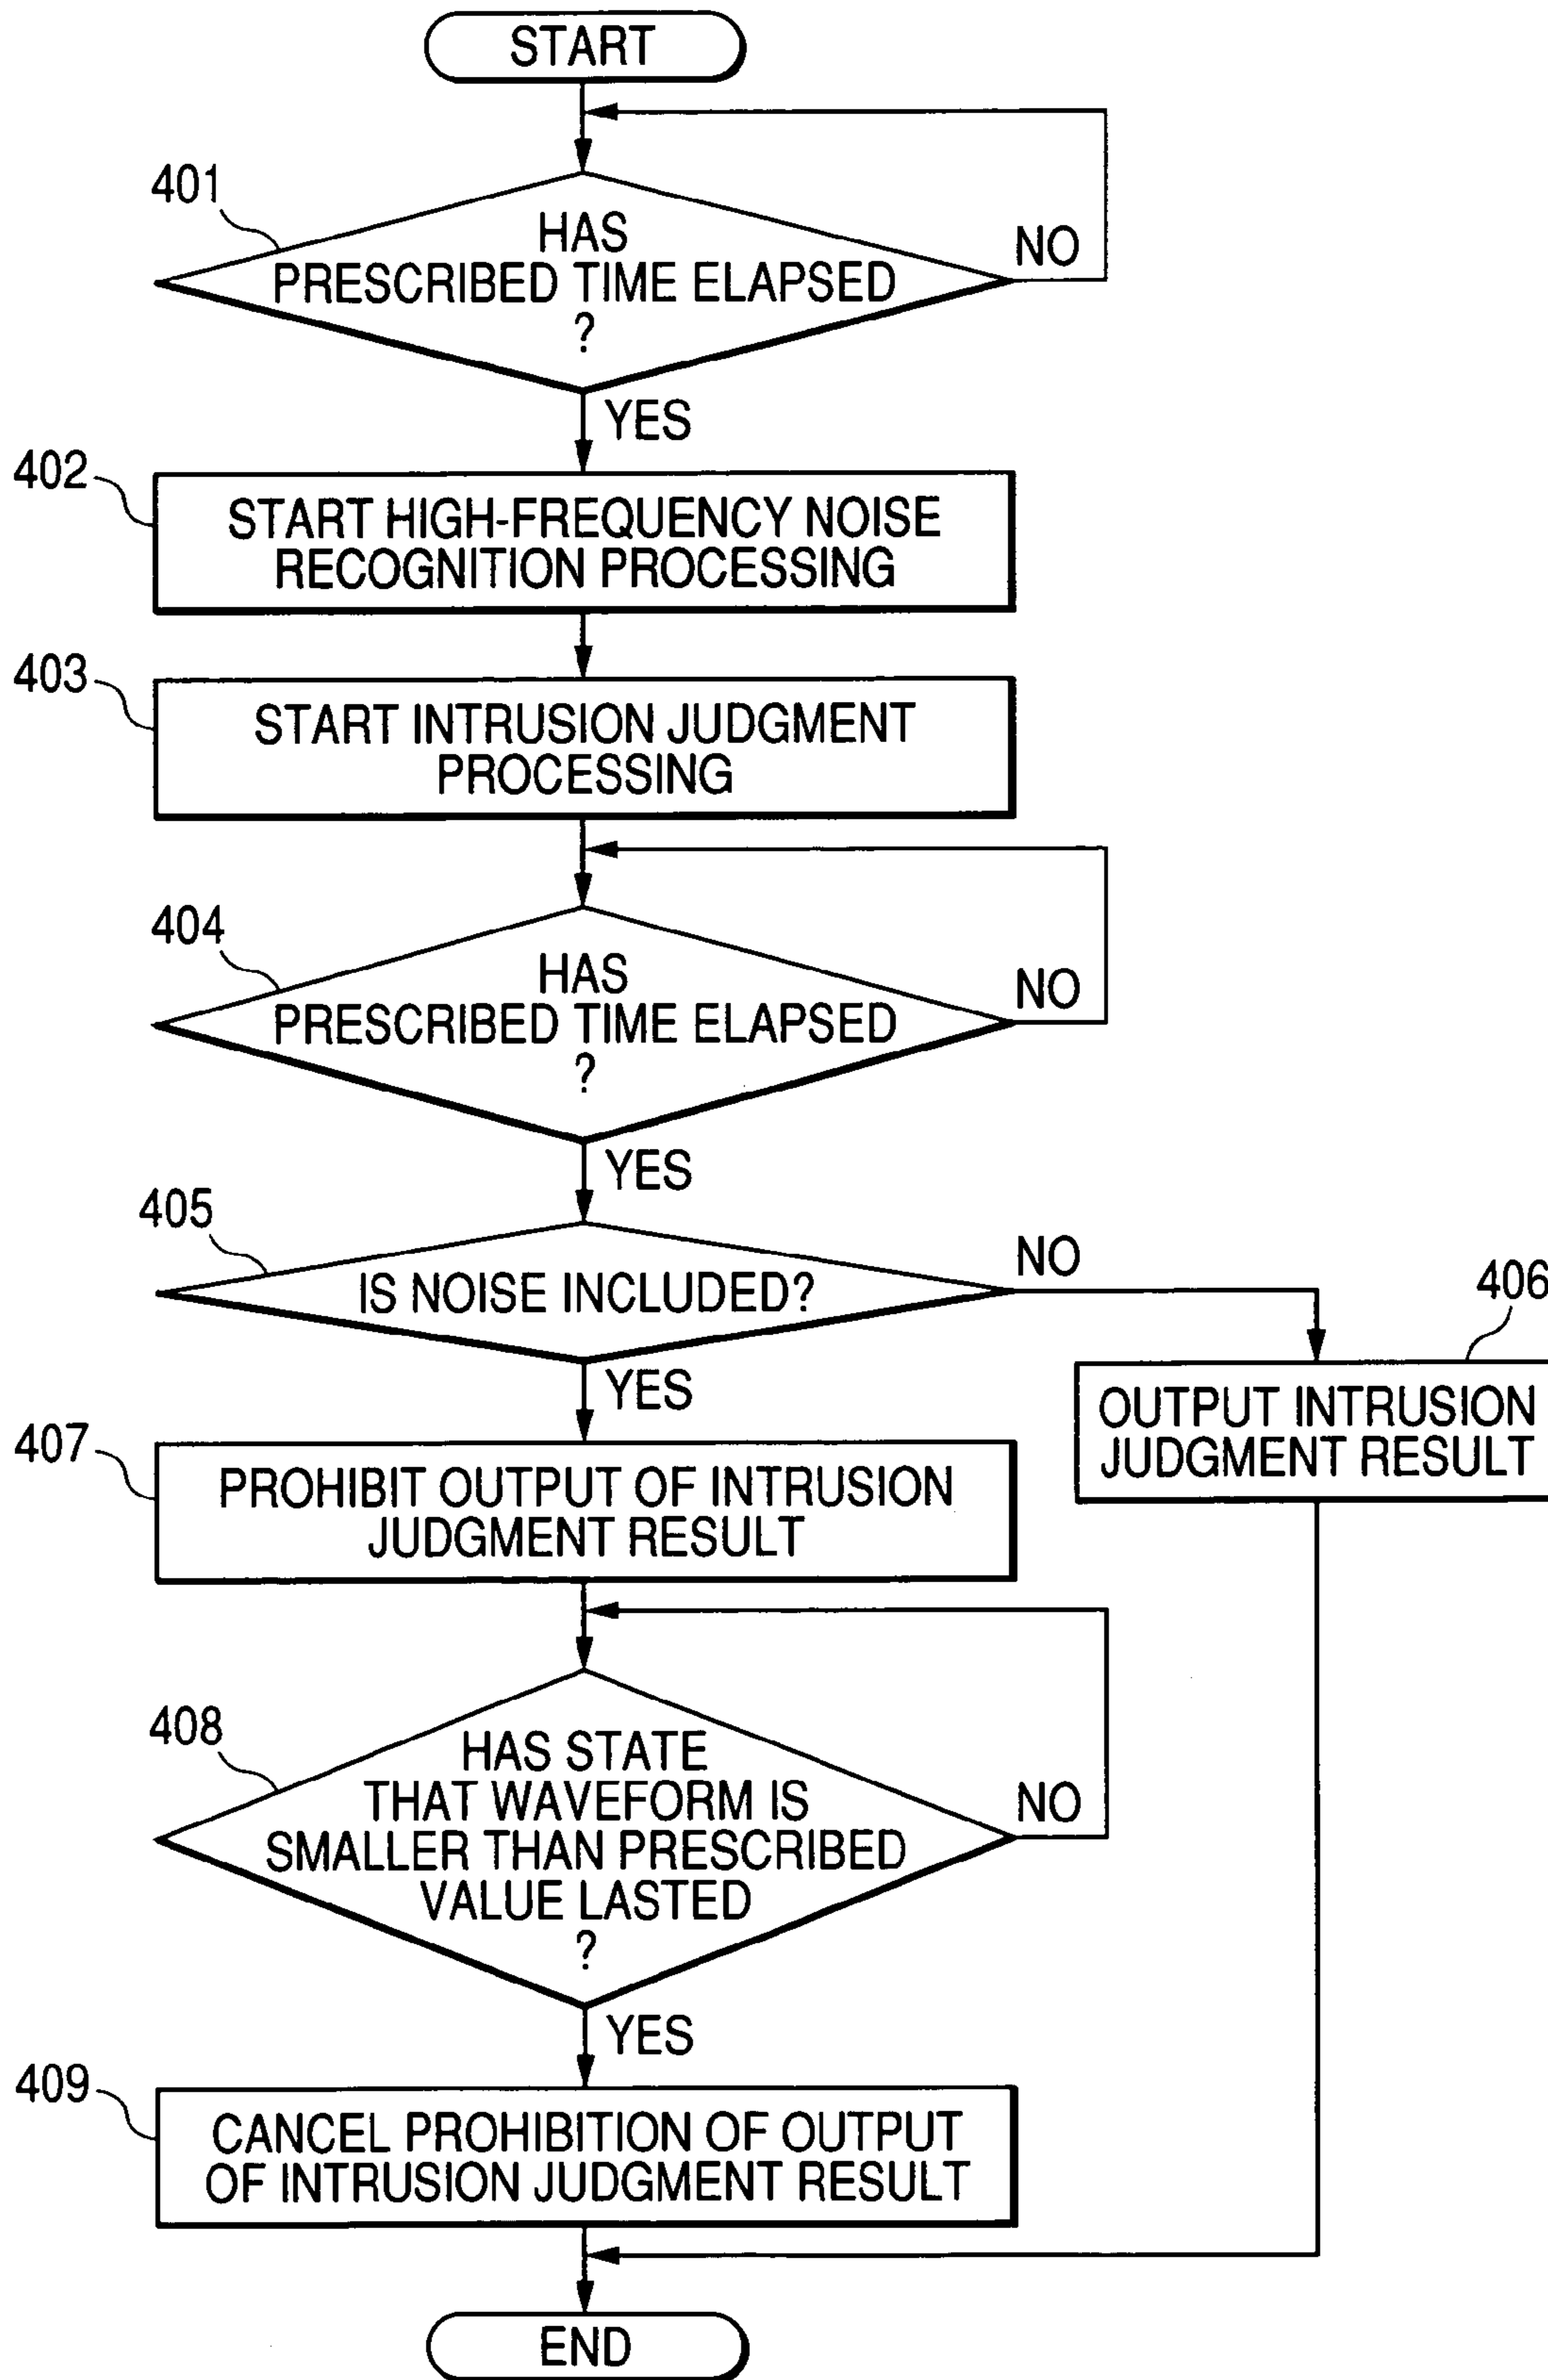 START
401
HAS
PRESCRIBED TIME ELAPSED
?
NO
YES
402
START HIGH-FREQUENCY NOISE
RECOGNITION PROCESSING
403
START INTRUSION JUDGMENT
PROCESSING
404
HAS
PRESCRIBED TIME ELAPSED
?
NO
YES
405
IS NOISE INCLUDED?
NO
406
OUTPUT INTRUSION
JUDGMENT RESULT
YES
407
PROHIBIT OUTPUT OF INTRUSION
JUDGMENT RESULT
408
HAS STATE
THAT WAVEFORM IS
SMALLER THAN PRESCRIBED
VALUE LASTED
?
NO
YES
409
CANCEL PROHIBITION OF OUTPUT
OF INTRUSION JUDGMENT RESULT
END